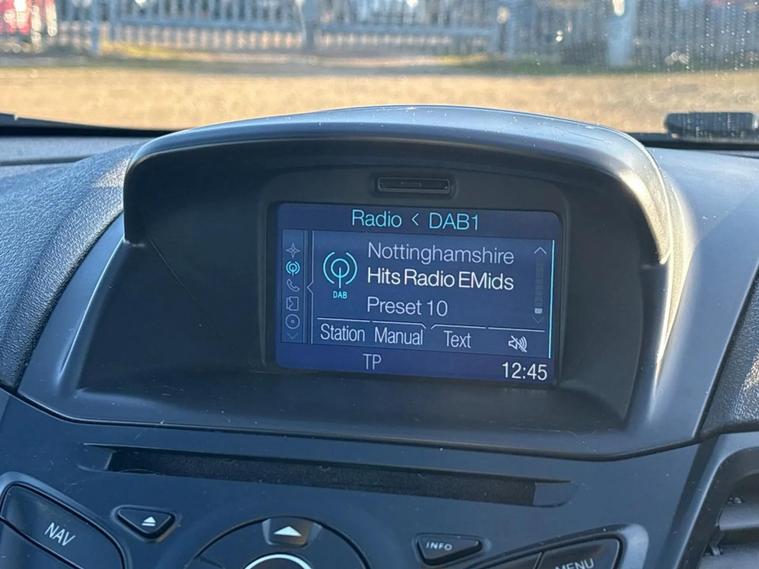 Radio < DAB1
Nottinghamshire
Hits Radio EMids
DAB
Preset 10
Station Manual Text
TP
12:45
NAV
INFO
MENU